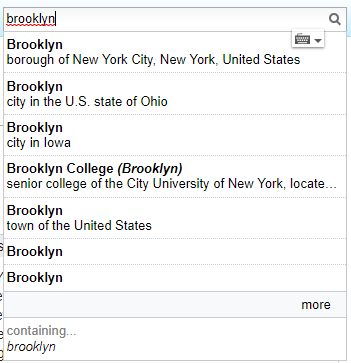 brooklyn
Brooklyn
borough of New York City, New York, United States
Brooklyn
city in the U.S. state of Ohio
Brooklyn
city in Iowa
Brooklyn College (Brooklyn)
senior college of the City University of New York, locate...
Brooklyn
town of the United States
Brooklyn
Brooklyn
more
containing...
brooklyn